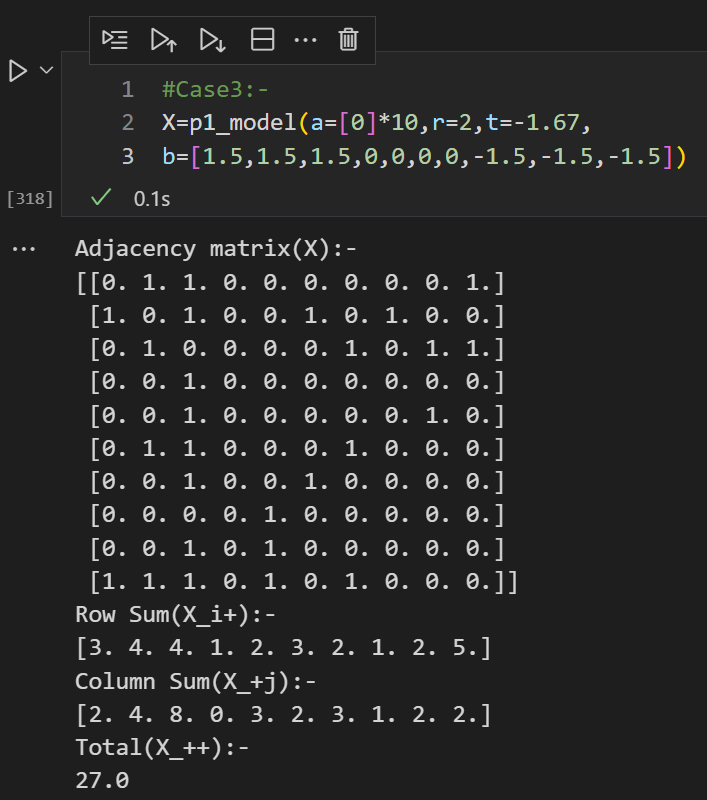 1 #Case3:-
2 X=p1_model(a=[0]*10,r=2,t=-1.67,
3 b=[1.5,1.5,1.5,0,0,0,0,-1.5,-1.5,-1.5])
[318] 0.1s
Adjacency matrix(X):-
[[0. 1. 1. 0. 0. 0. 0. 0. 0. 1.]
[1. 0. 1. 0. 0. 1. 0. 1. 0. 0.]
[0. 1. 0. 0. 0. 0. 1. 0. 1. 1.]
[0. 0. 1. 0. 0. 0. 0. 0. 0. 0.]
[0. 0. 1. 0. 0. 0. 0. 0. 1. 0.]
[0. 1. 1. 0. 0. 0. 1. 0. 0. 0.]
[0. 0. 1. 0. 0. 1. 0. 0. 0. 0.]
[0. 0. 0. 0. 1. 0. 0. 0. 0. 0.]
[0. 0. 1. 0. 1. 0. 0. 0. 0. 0.]
[1. 1. 1. 0. 1. 0. 1. 0. 0. 0.]]
Row Sum(X_i+):-
[3. 4. 4. 1. 2. 3. 2. 1. 2. 5.]
Column Sum(X_+j):-
[2. 4. 8. 0. 3. 2. 3. 1. 2. 2.]
Total(X_++):-
27.0